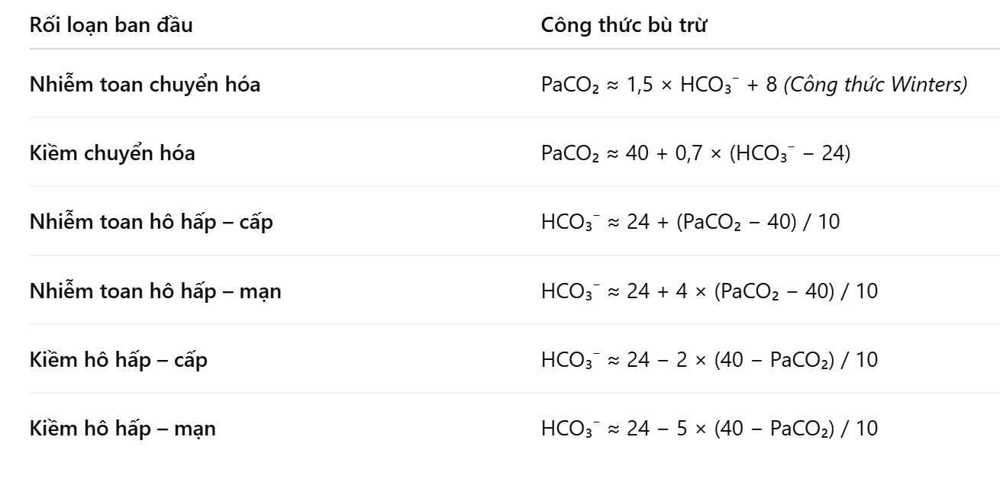 Rối loạn ban đầu Công thức bù trừ
Nhiễm toan chuyển hóa PaCO₂ ≈ 1,5 × HCO₃⁻ + 8 (Công thức Winters)
Kiềm chuyển hóa PaCO₂ ≈ 40 + 0,7 × (HCO₃⁻ − 24)
Nhiễm toan hô hấp – cấp HCO₃⁻ ≈ 24 + (PaCO₂ − 40) / 10
Nhiễm toan hô hấp – mạn HCO₃⁻ ≈ 24 + 4 × (PaCO₂ − 40) / 10
Kiềm hô hấp – cấp HCO₃⁻ ≈ 24 − 2 × (40 − PaCO₂) / 10
Kiềm hô hấp – mạn HCO₃⁻ ≈ 24 − 5 × (40 − PaCO₂) / 10